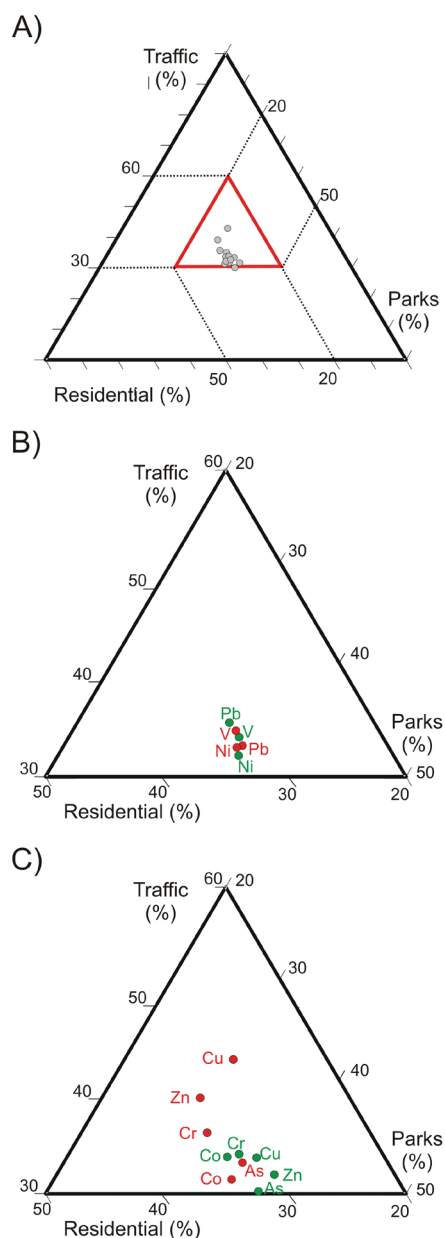 A)
Traffic
(%)
20
60
50
30
Parks
(%)
50
20
Residential (%)
B)
60 20
Traffic
(%)
30
50
40
40
Pb
V V
Ni Pb
Ni
Parks
(%)
30
50
50
40
30
20
Residential (%)
C)
60 20
Traffic
(%)
30
50
Cu
40
40
Zn
Cr
Cr
Co
Cu
As
Parks
(%)
Co
Zn
As
30
50
50
40
30
20
Residential (%)